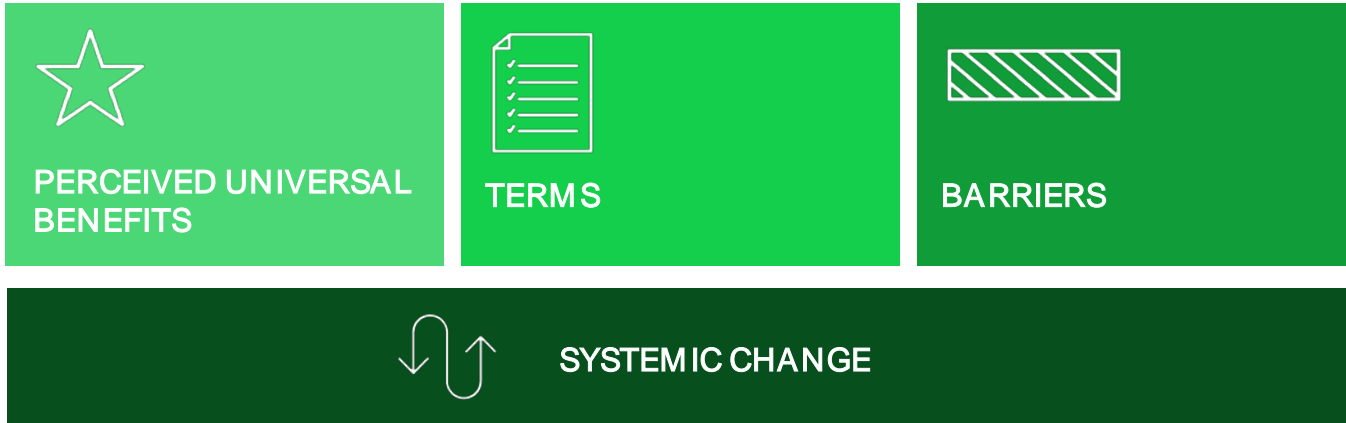 PERCEIVED UNIVERSAL
BENEFITS
TERMS
BARRIERS
SYSTEMIC CHANGE